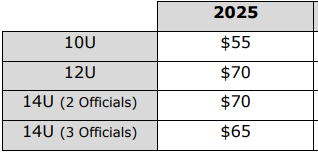 2025
10U $55
12U $70
14U (2 Officials) $70
14U (3 Officials) $65